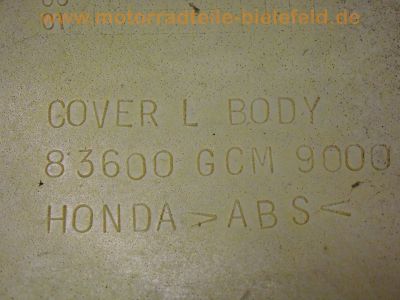 www.motorradteile-bielefeld.de
COVER L BODY
83600 GCM 9000
HONDA >ABS<